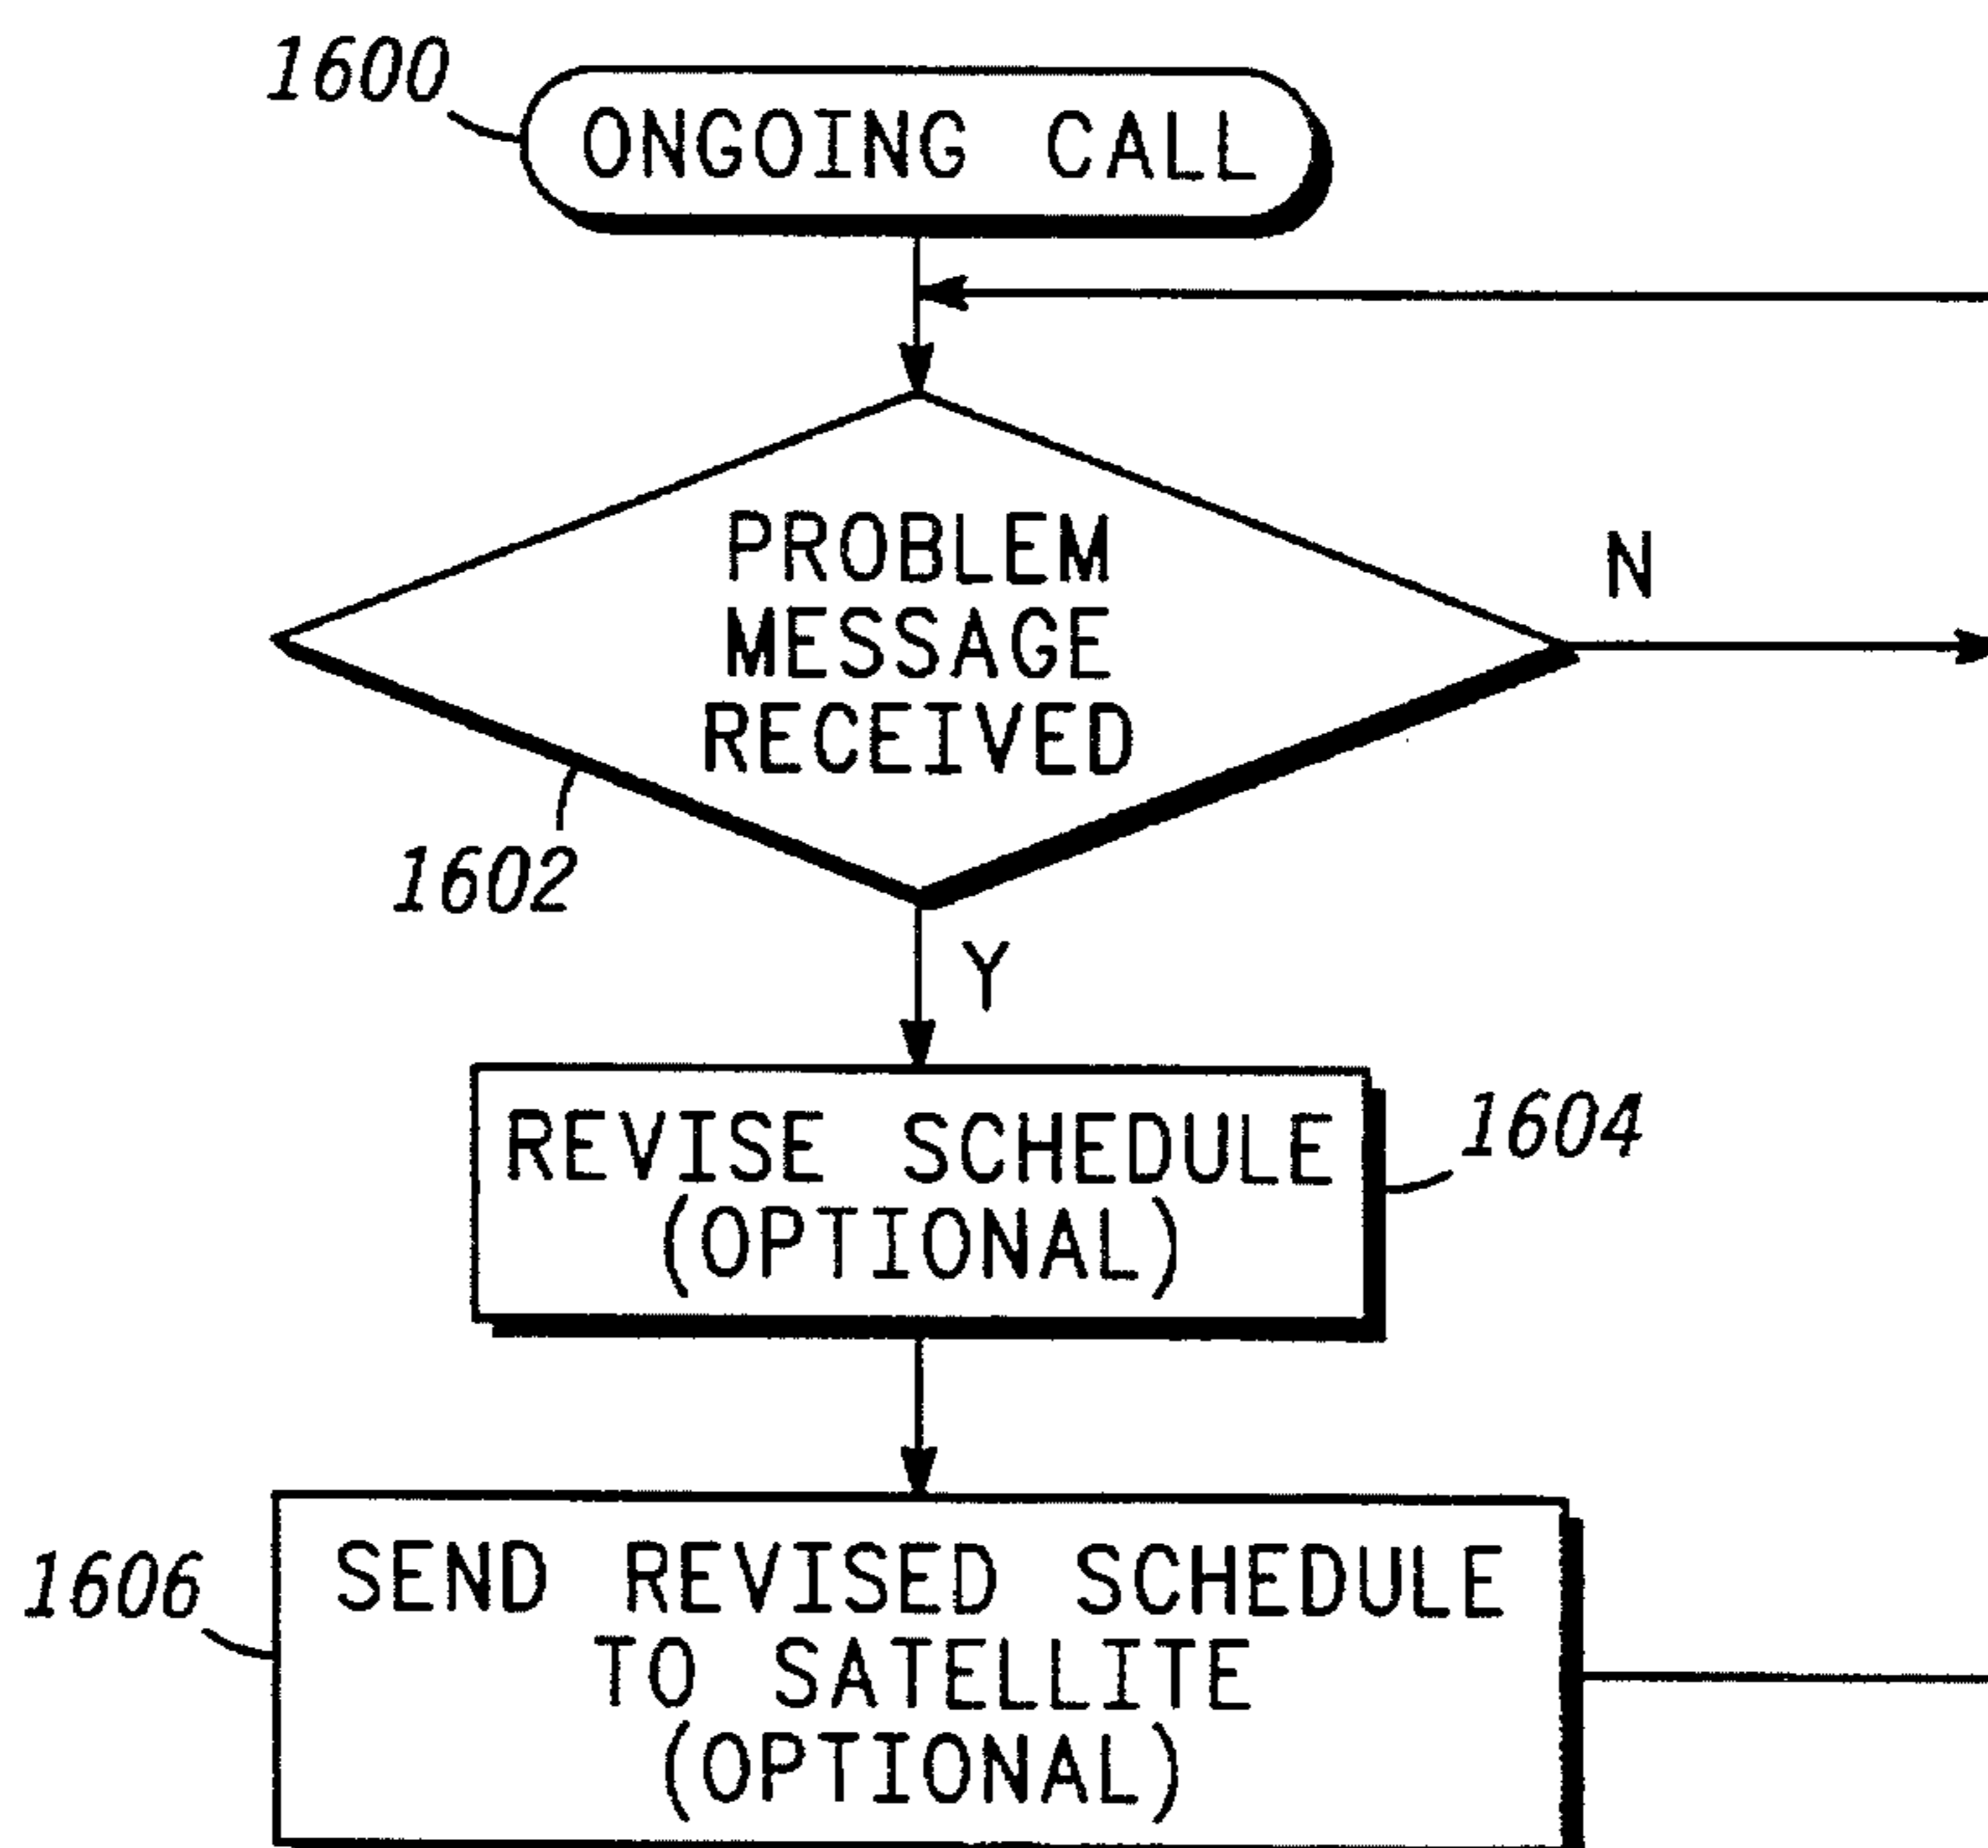 1600
ONGOING CALL
PROBLEM
MESSAGE
RECEIVED
N
1602
Y
REVISE SCHEDULE
(OPTIONAL)
1604
1606
SEND REVISED SCHEDULE
TO SATELLITE
(OPTIONAL)